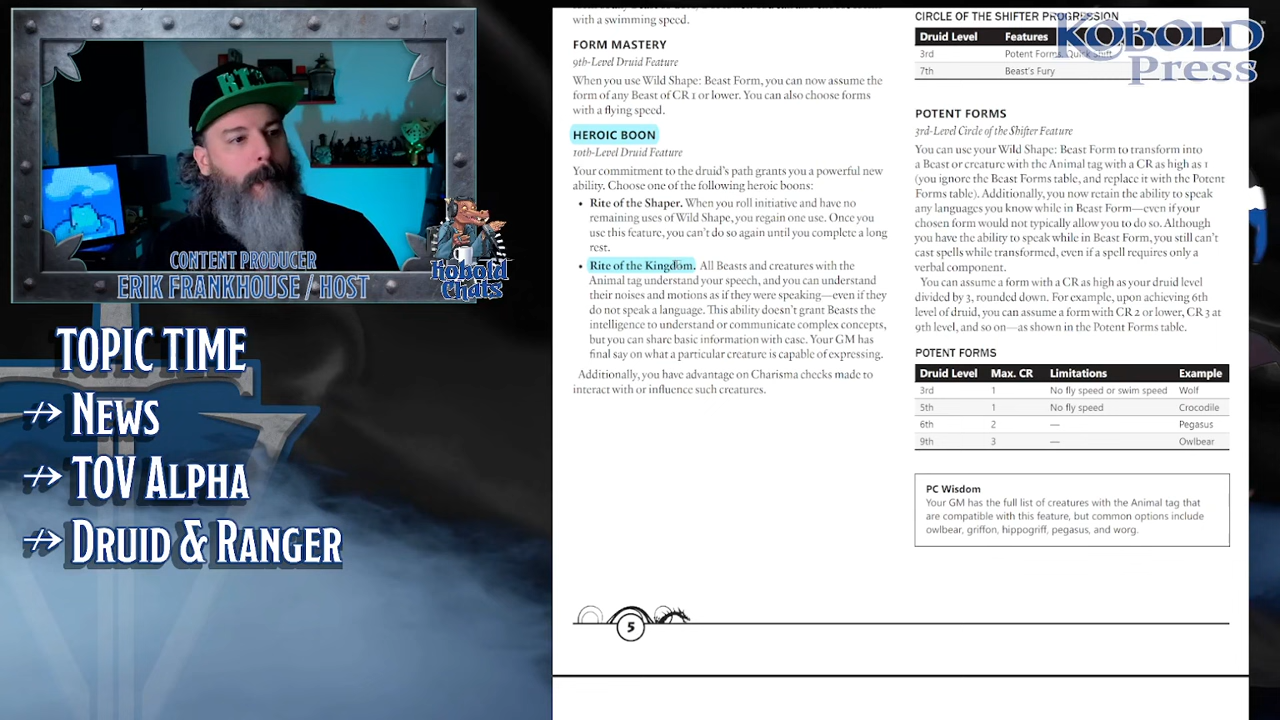 CONTENT PRODUCER
ERIK FRANKHOUSE / HOST
Kobold
Chats
TOPIC TIME
News
TOV Alpha
Druid & Ranger
with a swimming speed.
FORM MASTERY
9th-Level Druid Feature
When you use Wild Shape: Beast Form, you can now assume the
form of any Beast of CR 1 or lower. You can also choose forms
with a flying speed.
HEROIC BOON
10th-Level Druid Feature
Your commitment to the druid's path grants you a powerful new
ability. Choose one of the following heroic boons:
• Rite of the Shaper. When you roll initiative and have no
remaining uses of Wild Shape, you regain one use. Once you
use this feature, you can't do so again until you complete a long
rest.
• Rite of the Kingdom. All Beasts and creatures with the
Animal tag understand your speech, and you can understand
their noises and motions as if they were speaking—even if they
do not speak a language. This ability doesn't grant Beasts the
intelligence to understand or communicate complex concepts,
but you can share basic information with ease. Your GM has
final say on what a particular creature is capable of expressing.
Additionally, you have advantage on Charisma checks made to
interact with or influence such creatures.
5
CIRCLE OF THE SHIFTER PROGRESSION
Druid Level Features
3rd Potent Forms, Quick Shift
7th Beast's Fury
KOBOLD
Press
POTENT FORMS
3rd-Level Circle of the Shifter Feature
You can use your Wild Shape: Beast Form to transform into
a Beast or creature with the Animal tag with a CR as high as 1
(you ignore the Beast Forms table, and replace it with the Potent
Forms table). Additionally, you now retain the ability to speak
any languages you know while in Beast Form—even if your
chosen form would not typically allow you to do so. Although
you have the ability to speak while in Beast Form, you still can't
cast spells while transformed, even if a spell requires only a
verbal component.
You can assume a form with a CR as high as your druid level
divided by 3, rounded down. For example, upon achieving 6th
level of druid, you can assume a form with CR 2 or lower, CR 3 at
9th level, and so on—as shown in the Potent Forms table.
POTENT FORMS
Druid Level Max. CR Limitations Example
3rd 1 No fly speed or swim speed Wolf
5th 1 No fly speed Crocodile
6th 2 — Pegasus
9th 3 — Owlbear
PC Wisdom
Your GM has the full list of creatures with the Animal tag that
are compatible with this feature, but common options include
owlbear, griffon, hippogriff, pegasus, and worg.